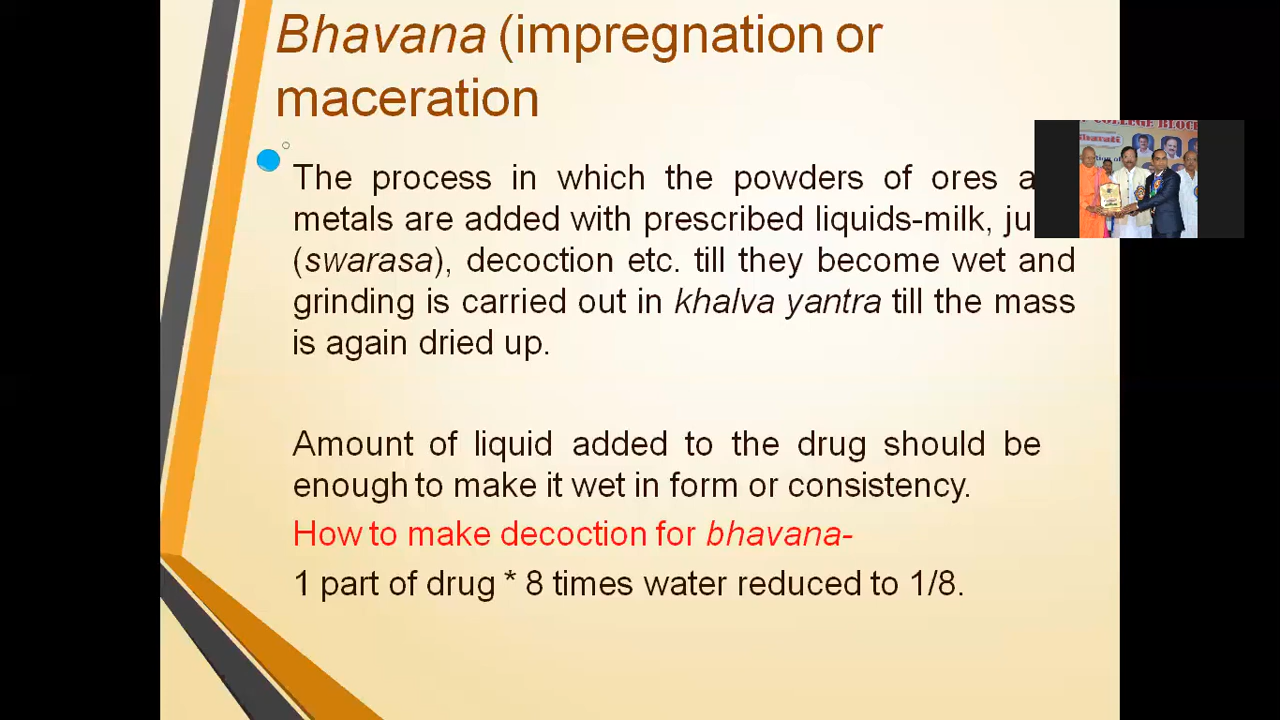 Bhavana (impregnation or
maceration
The process in which the powders of ores
metals are added with prescribed liquids-milk,
(swarasa), decoction etc. till they become wet and
grinding is carried out in khalva yantra till the mass
is again dried up.
Amount of liquid added to the drug should be
enough to make it wet in form or consistency.
How to make decoction for bhavana-
1 part of drug * 8 times water reduced to 1/8.
COLLEGE BLOC